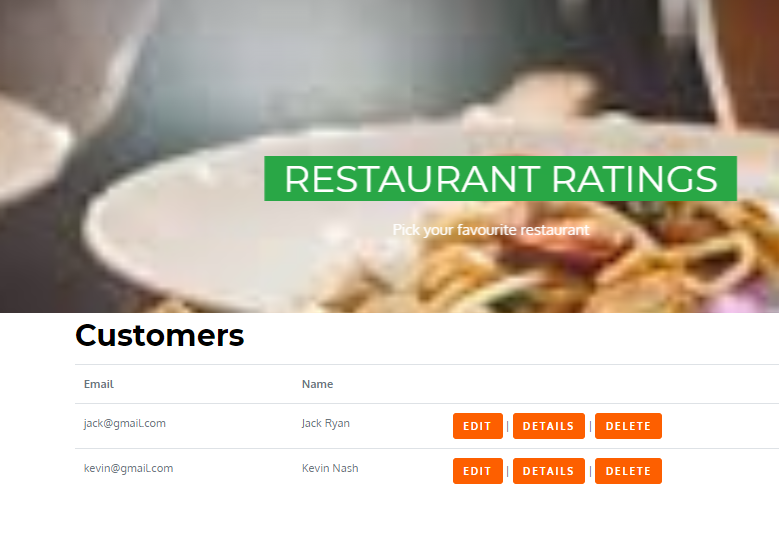 RESTAURANT RATINGS
Pick your favourite restaurant
Customers
Email Name
jack@gmail.com Jack Ryan EDIT | DETAILS | DELETE
kevin@gmail.com Kevin Nash EDIT | DETAILS | DELETE